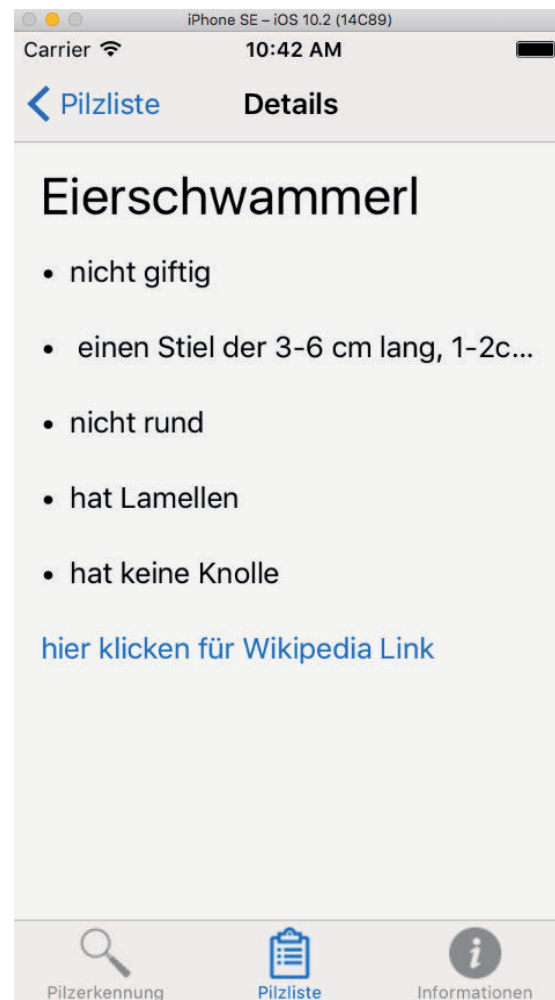 iPhone SE – iOS 10.2 (14C89)
Carrier 10:42 AM
Pilzliste Details
Eierschwammerl
• nicht giftig
• einen Stiel der 3-6 cm lang, 1-2c...
• nicht rund
• hat Lamellen
• hat keine Knolle
hier klicken für Wikipedia Link
Pilzerkennung Pilzliste Informationen